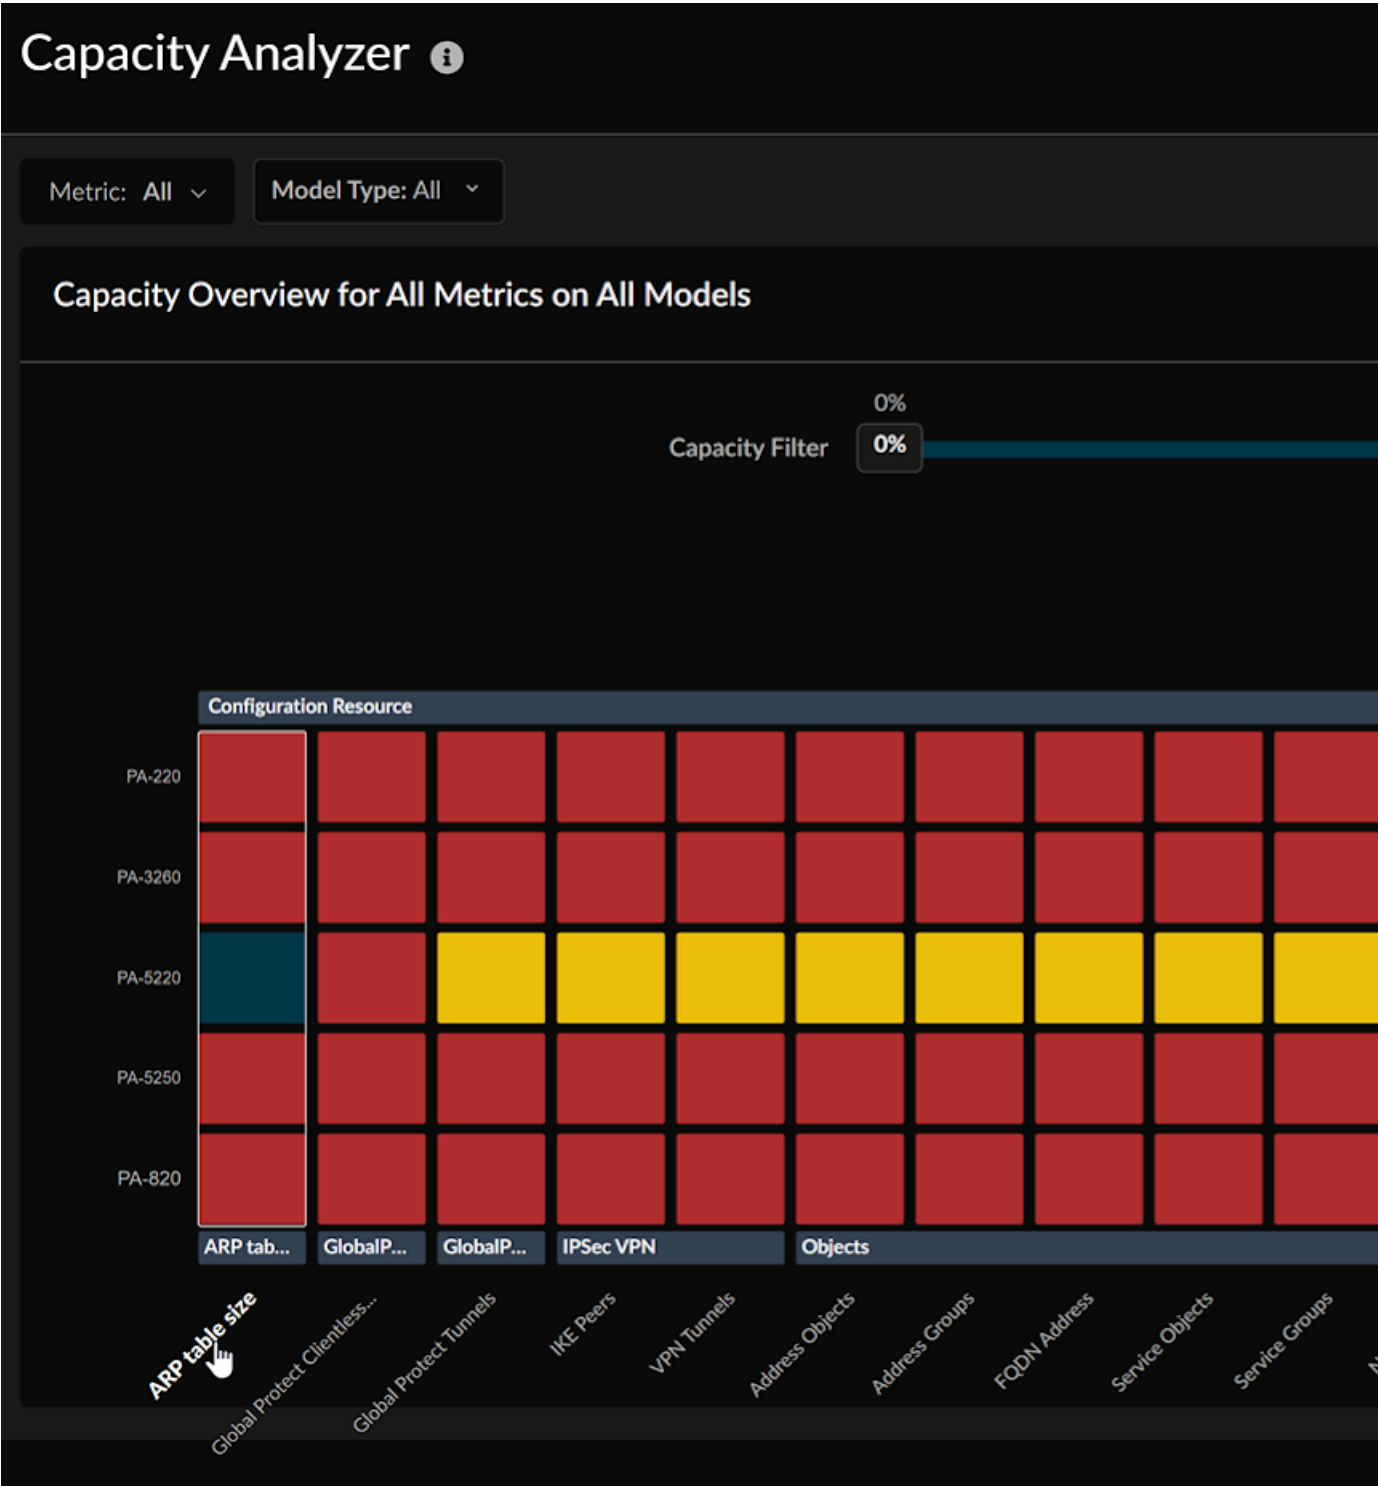 Capacity Analyzer
Metric: All
Model Type: All
Capacity Overview for All Metrics on All Models
0%
Capacity Filter 0%
Configuration Resource
PA-220
PA-3260
PA-5220
PA-5250
PA-820
ARP tab... GlobalP... GlobalP... IPSec VPN Objects
ARP table size
Global Protect Clientless...
Global Protect Tunnels
IKE Peers
VPN Tunnels
Address Objects
Address Groups
FQDN Address
Service Objects
Service Groups